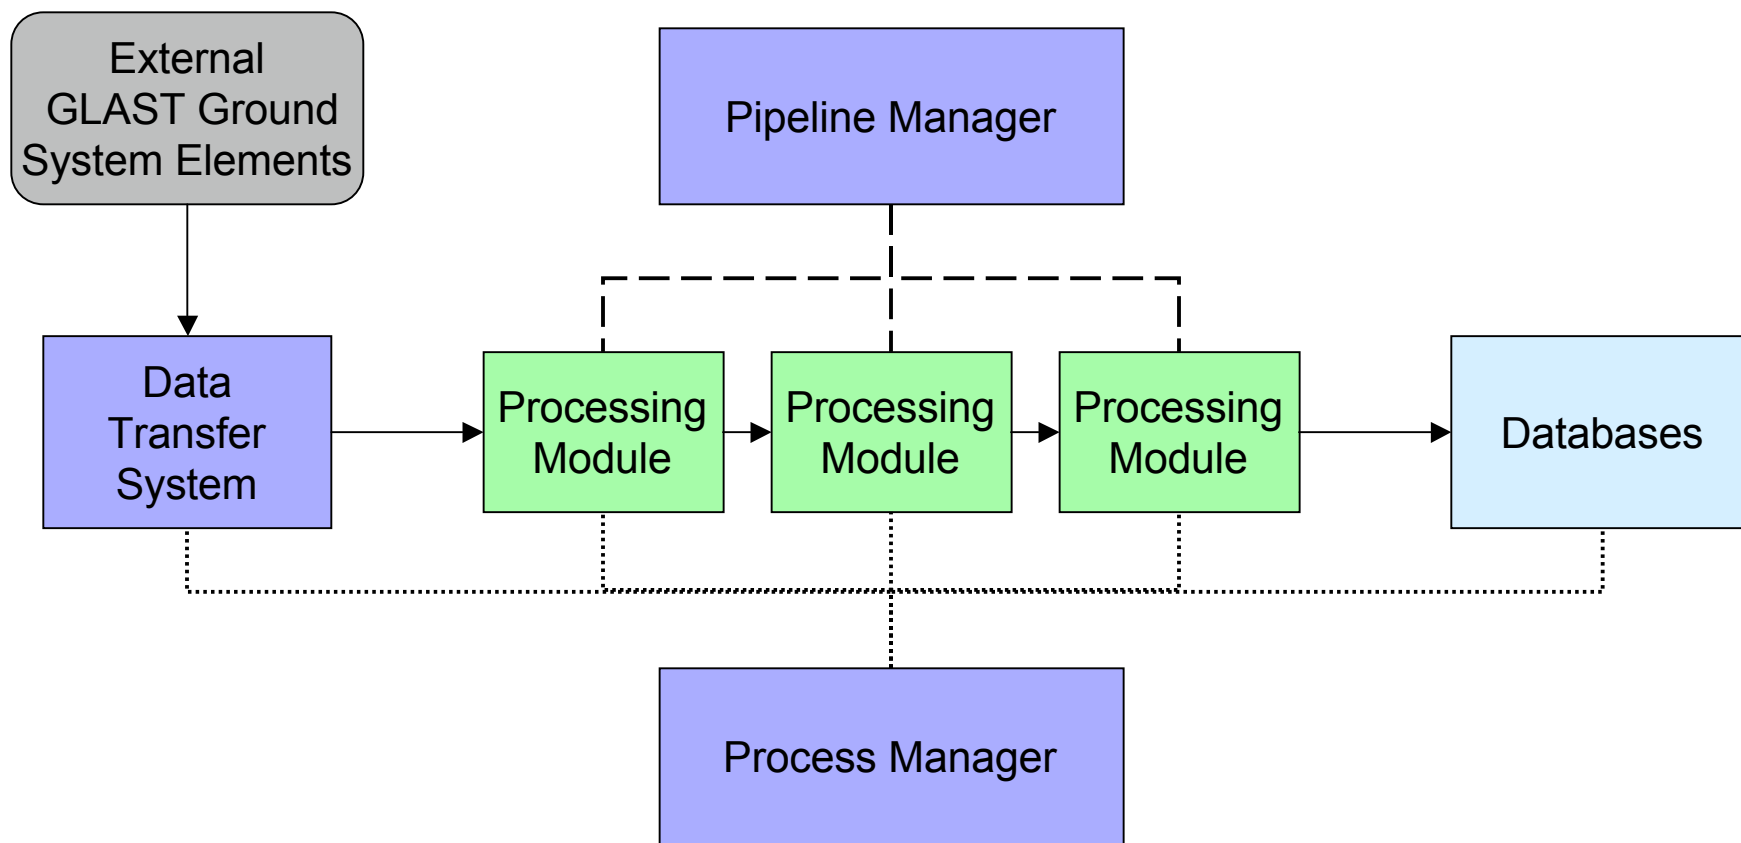 External
GLAST Ground
System Elements
Pipeline Manager
Data
Transfer
System
Processing
Module
Processing
Module
Processing
Module
Databases
Process Manager